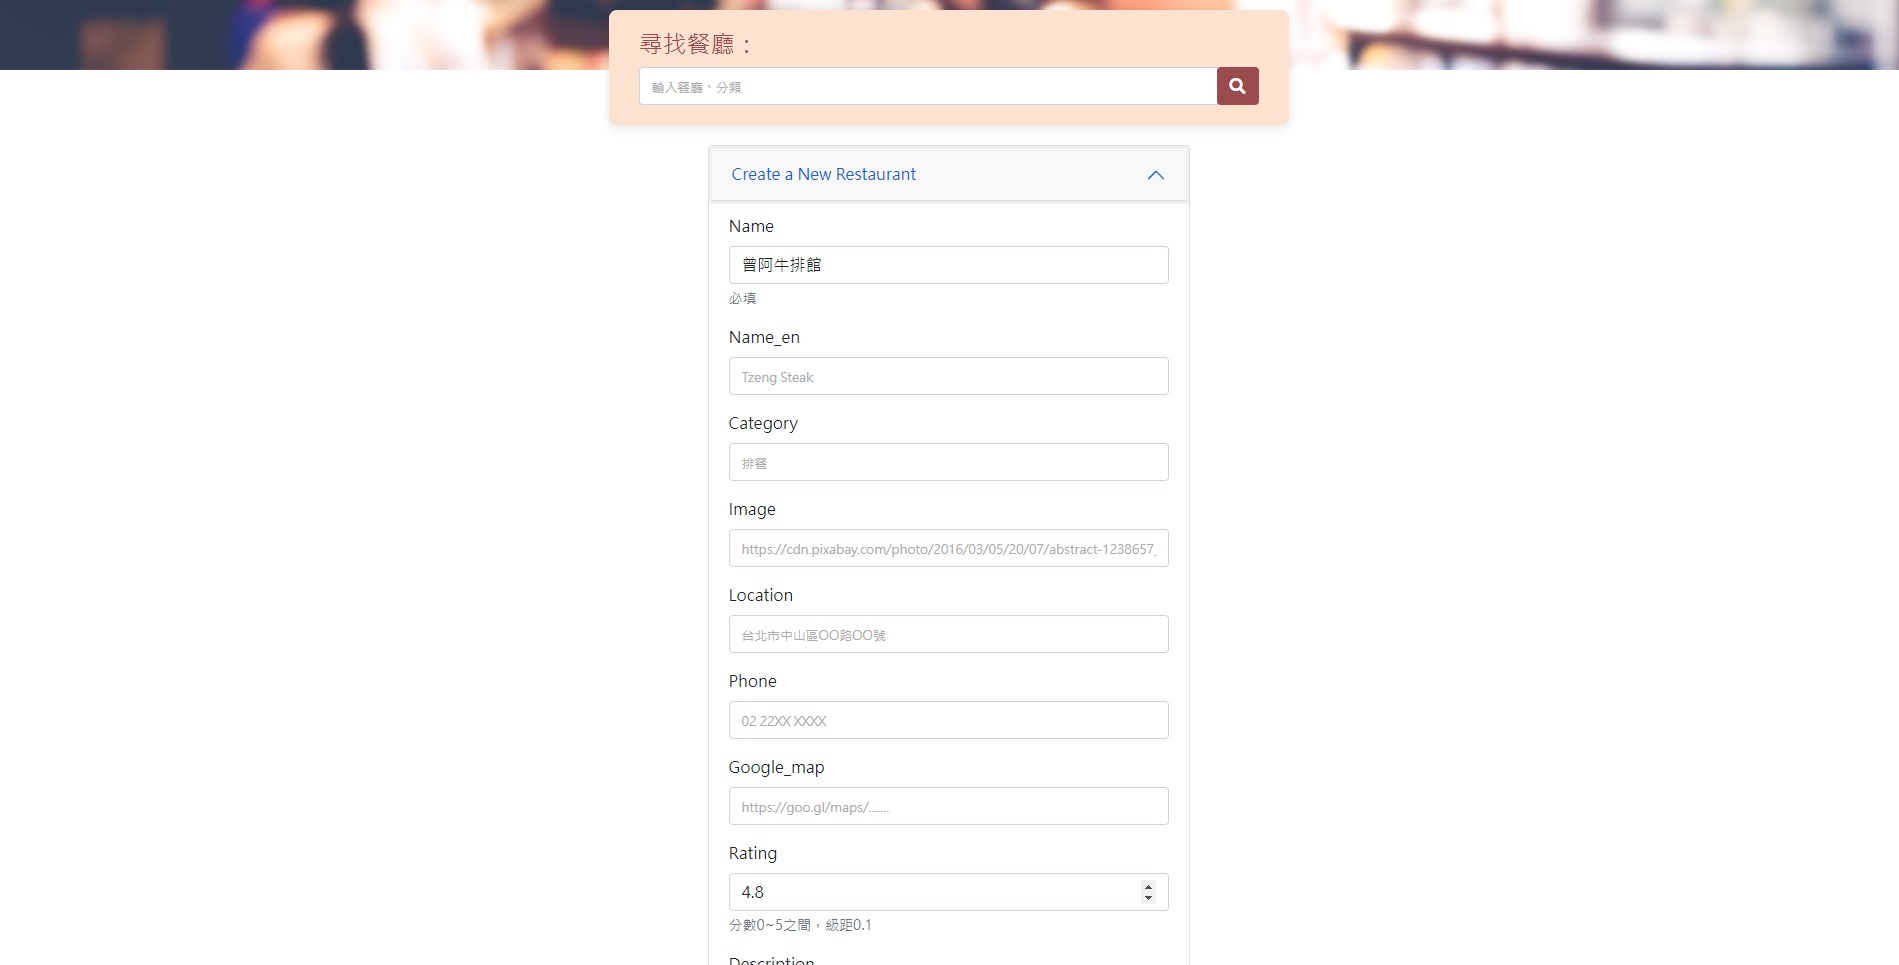 尋找餐廳：
輸入餐廳、分類
Create a New Restaurant
Name
曾阿牛排館
必填
Name_en
Tzeng Steak
Category
排餐
Image
https://cdn.pixabay.com/photo/2016/03/05/20/07/abstract-1238657_
Location
台北市中山區OO路OO號
Phone
02 22XX XXXX
Google_map
https://goo.gl/maps/.......
Rating
4.8
分數0~5之間，級距0.1
Description